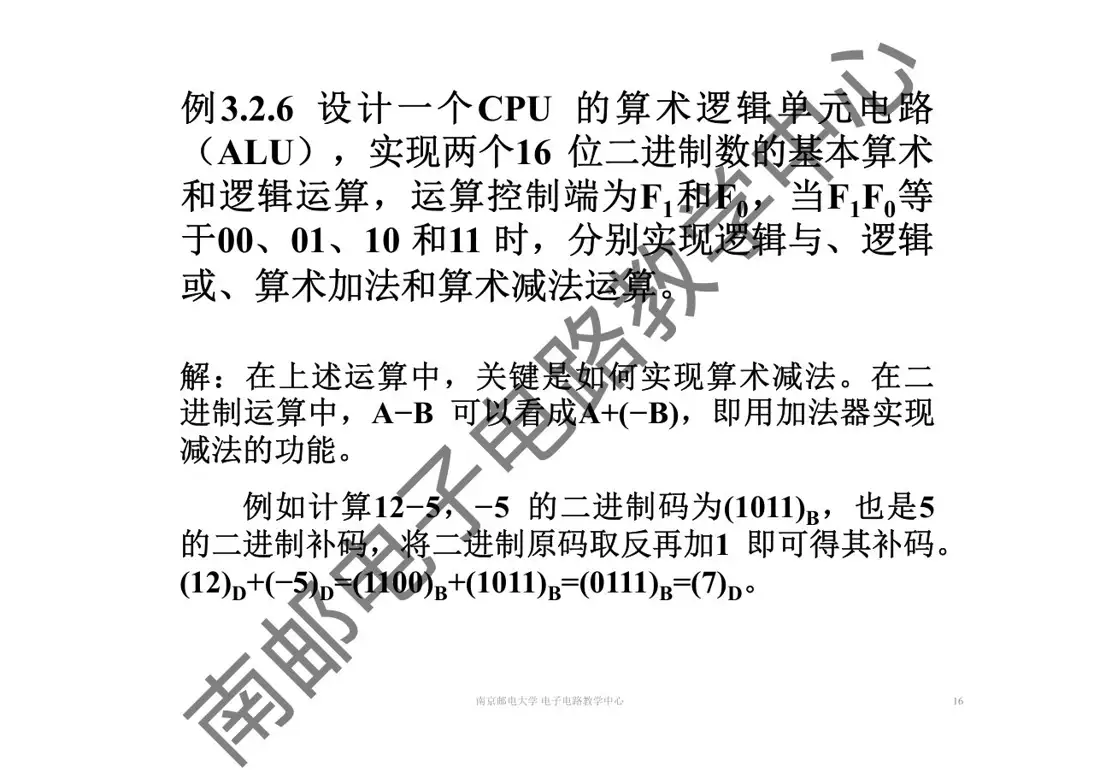 例3.2.6 设计一个CPU 的算术逻辑单元电路
（ALU），实现两个16 位二进制数的基本算术
和逻辑运算，运算控制端为F₁和F₀，当F₁F₀等
于00、01、10 和11 时，分别实现逻辑与、逻辑
或、算术加法和算术减法运算。
解：在上述运算中，关键是如何实现算术减法。在二
进制运算中，A−B 可以看成A+(−B)，即用加法器实现
减法的功能。
例如计算12−5，−5 的二进制码为(1011)B，也是5
的二进制补码，将二进制原码取反再加1 即可得其补码。
(12)D+(−5)D=(1100)B+(1011)B=(0111)B=(7)D。
南邮电子电路教学中心
南京邮电大学 电子电路教学中心
16